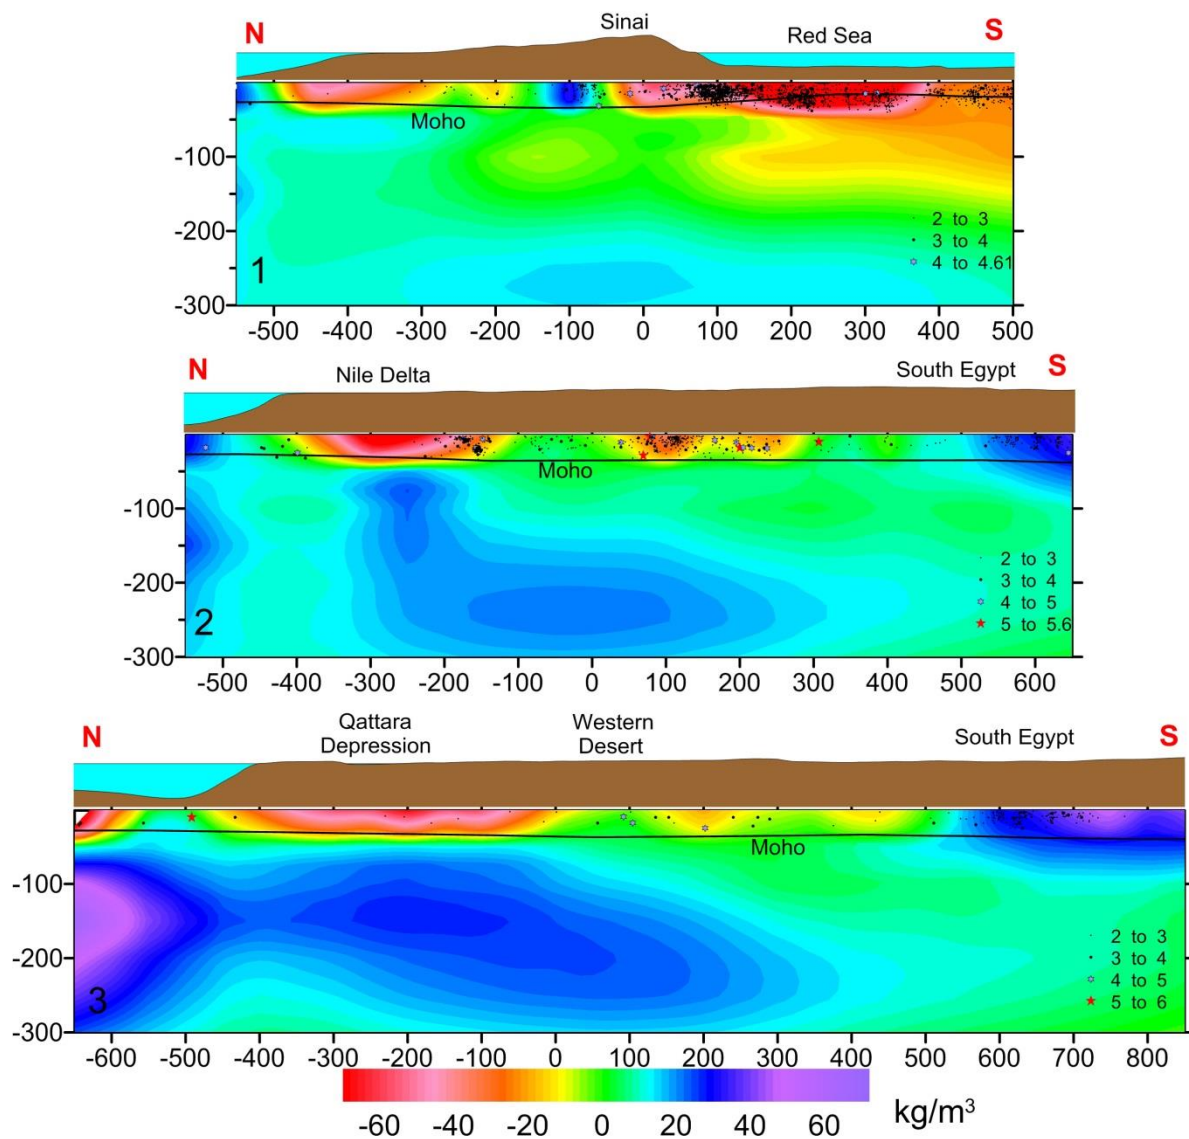 Sinai
N Red Sea S
Moho
-100
-200
-300
1
2 to 3
3 to 4
4 to 4.61
-500 -400 -300 -200 -100 0 100 200 300 400 500
N Nile Delta South Egypt S
Moho
-100
-200
-300
2
2 to 3
3 to 4
4 to 5
5 to 5.6
-500 -400 -300 -200 -100 0 100 200 300 400 500 600
Qattara Western
N Depression Desert South Egypt S
Moho
-100
-200
-300
3
2 to 3
3 to 4
4 to 5
5 to 6
-600 -500 -400 -300 -200 -100 0 100 200 300 400 500 600 700 800
-60 -40 -20 0 20 40 60 kg/m³